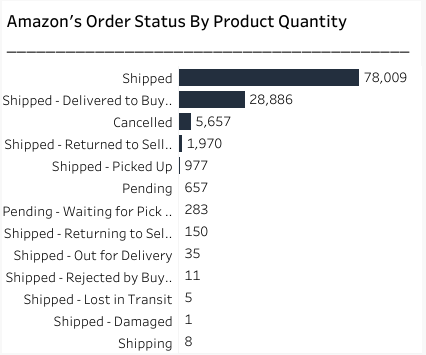 Amazon's Order Status By Product Quantity
Shipped 78,009
Shipped - Delivered to Buy.. 28,886
Cancelled 5,657
Shipped - Returned to Sell.. 1,970
Shipped - Picked Up 977
Pending 657
Pending - Waiting for Pick .. 283
Shipped - Returning to Sel.. 150
Shipped - Out for Delivery 35
Shipped - Rejected by Buy.. 11
Shipped - Lost in Transit 5
Shipped - Damaged 1
Shipping 8